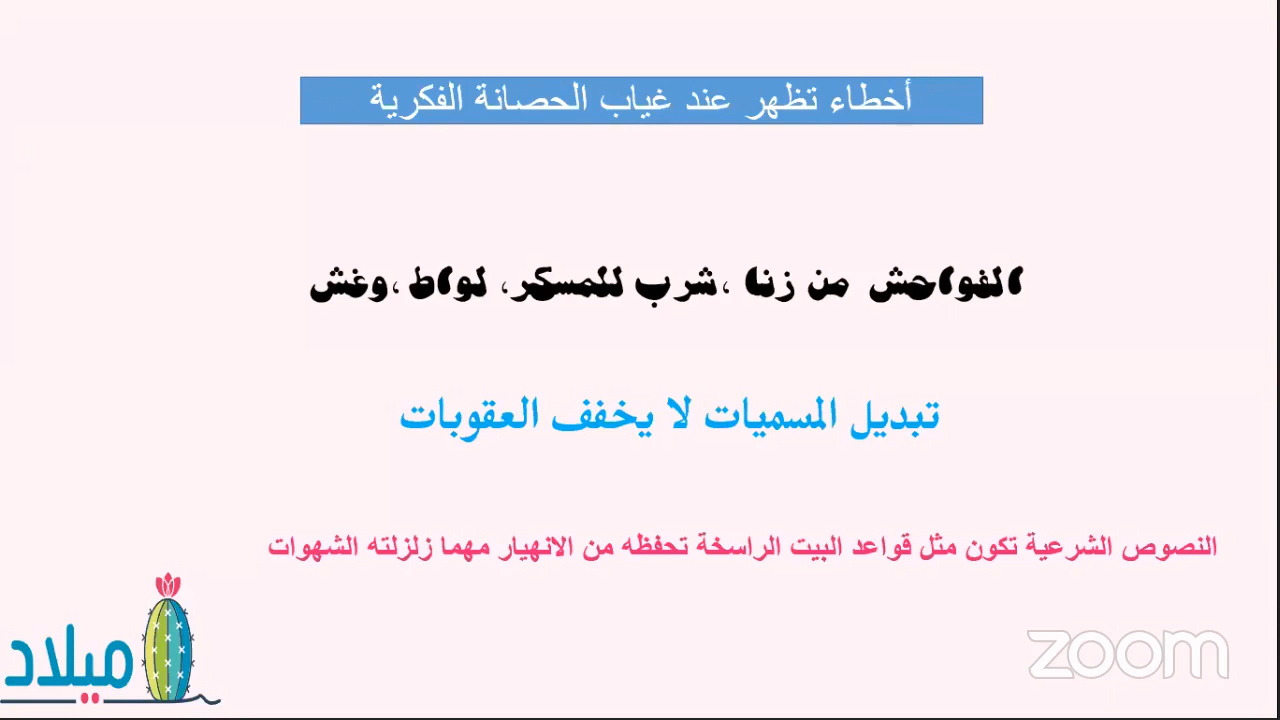 أخطاء تظهر عند غياب الحصانة الفكرية
الفواحش من زنا ،شرب للمسكر، لواط ،وغش
تبديل المسميات لا يخفف العقوبات
النصوص الشرعية تكون مثل قواعد البيت الراسخة تحفظه من الانهيار مهما زلزلته الشهوات
ميلاد
zoom